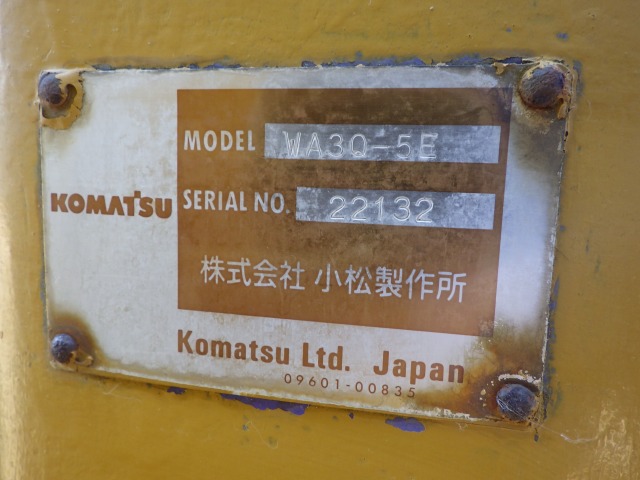 MODEL WA30-5E
KOMATSU
SERIAL NO. 22132
株式会社 小松製作所
Komatsu Ltd. Japan
09601-00835